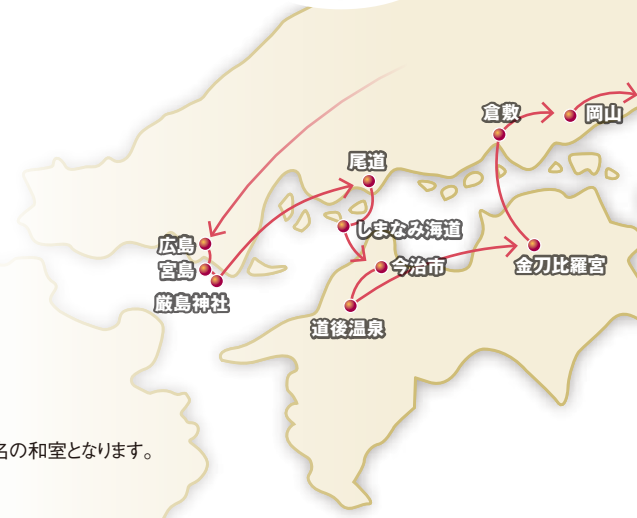 倉敷
岡山
尾道
しまなみ海道
広島
宮島
今治市
金刀比羅宮
厳島神社
道後温泉
名の和室となります。